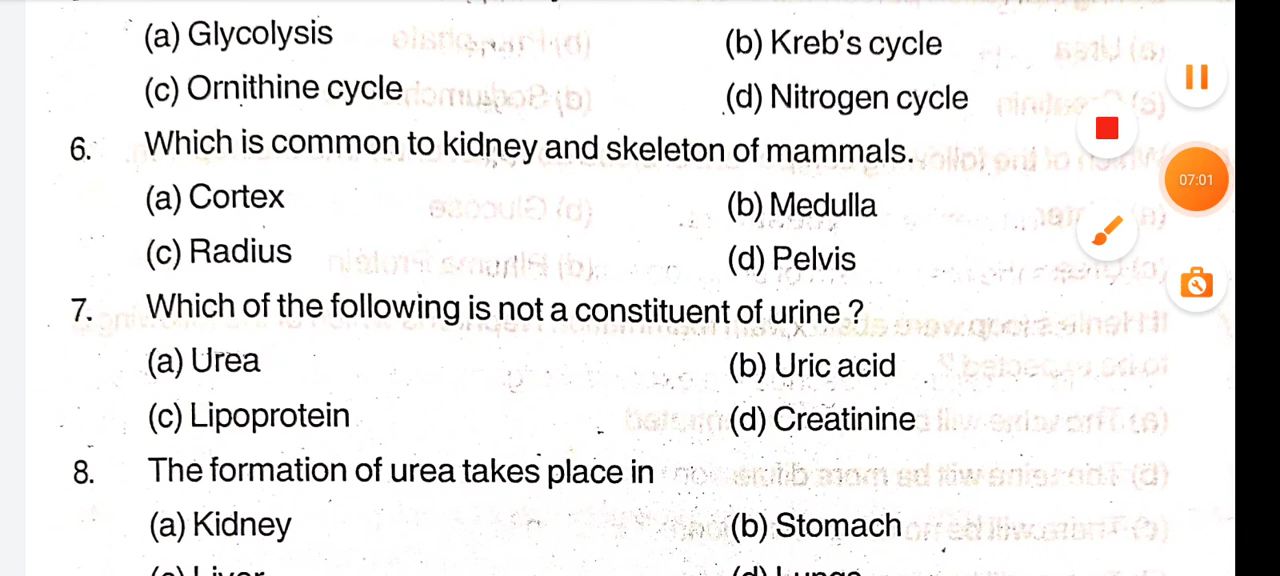 (a) Glycolysis (b) Kreb's cycle
(c) Ornithine cycle (d) Nitrogen cycle
6. Which is common to kidney and skeleton of mammals.
(a) Cortex (b) Medulla
(c) Radius (d) Pelvis
7. Which of the following is not a constituent of urine ?
(a) Urea (b) Uric acid
(c) Lipoprotein (d) Creatinine
8. The formation of urea takes place in
(a) Kidney (b) Stomach
(c) Liver (d) Lungs
07:01